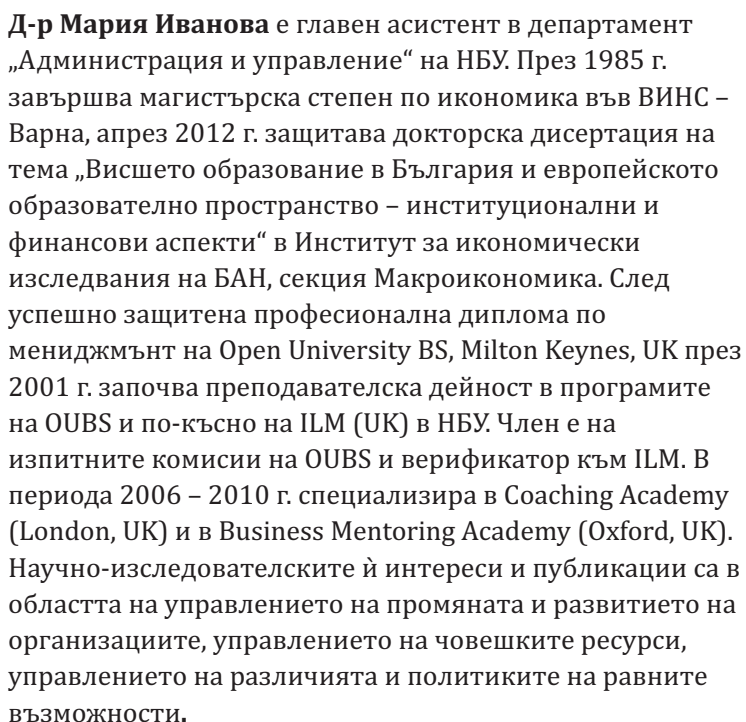 Д-р Мария Иванова е главен асистент в департамент
„Администрация и управление“ на НБУ. През 1985 г.
завършва магистърска степен по икономика във ВИНС –
Варна, апрез 2012 г. защитава докторска дисертация на
тема „Висшето образование в България и европейското
образователно пространство – институционални и
финансови аспекти“ в Институт за икономически
изследвания на БАН, секция Макроикономика. След
успешно защитена професионална диплома по
мениджмънт на Open University BS, Milton Keynes, UK през
2001 г. започва преподавателска дейност в програмите
на OUBS и по-късно на ILM (UK) в НБУ. Член е на
изпитните комисии на OUBS и верификатор към ILM. В
периода 2006 – 2010 г. специализира в Coaching Academy
(London, UK) и в Business Mentoring Academy (Oxford, UK).
Научно-изследователските ѝ интереси и публикации са в
областта на управлението на промяната и развитието на
организациите, управлението на човешките ресурси,
управлението на различията и политиките на равните
възможности.